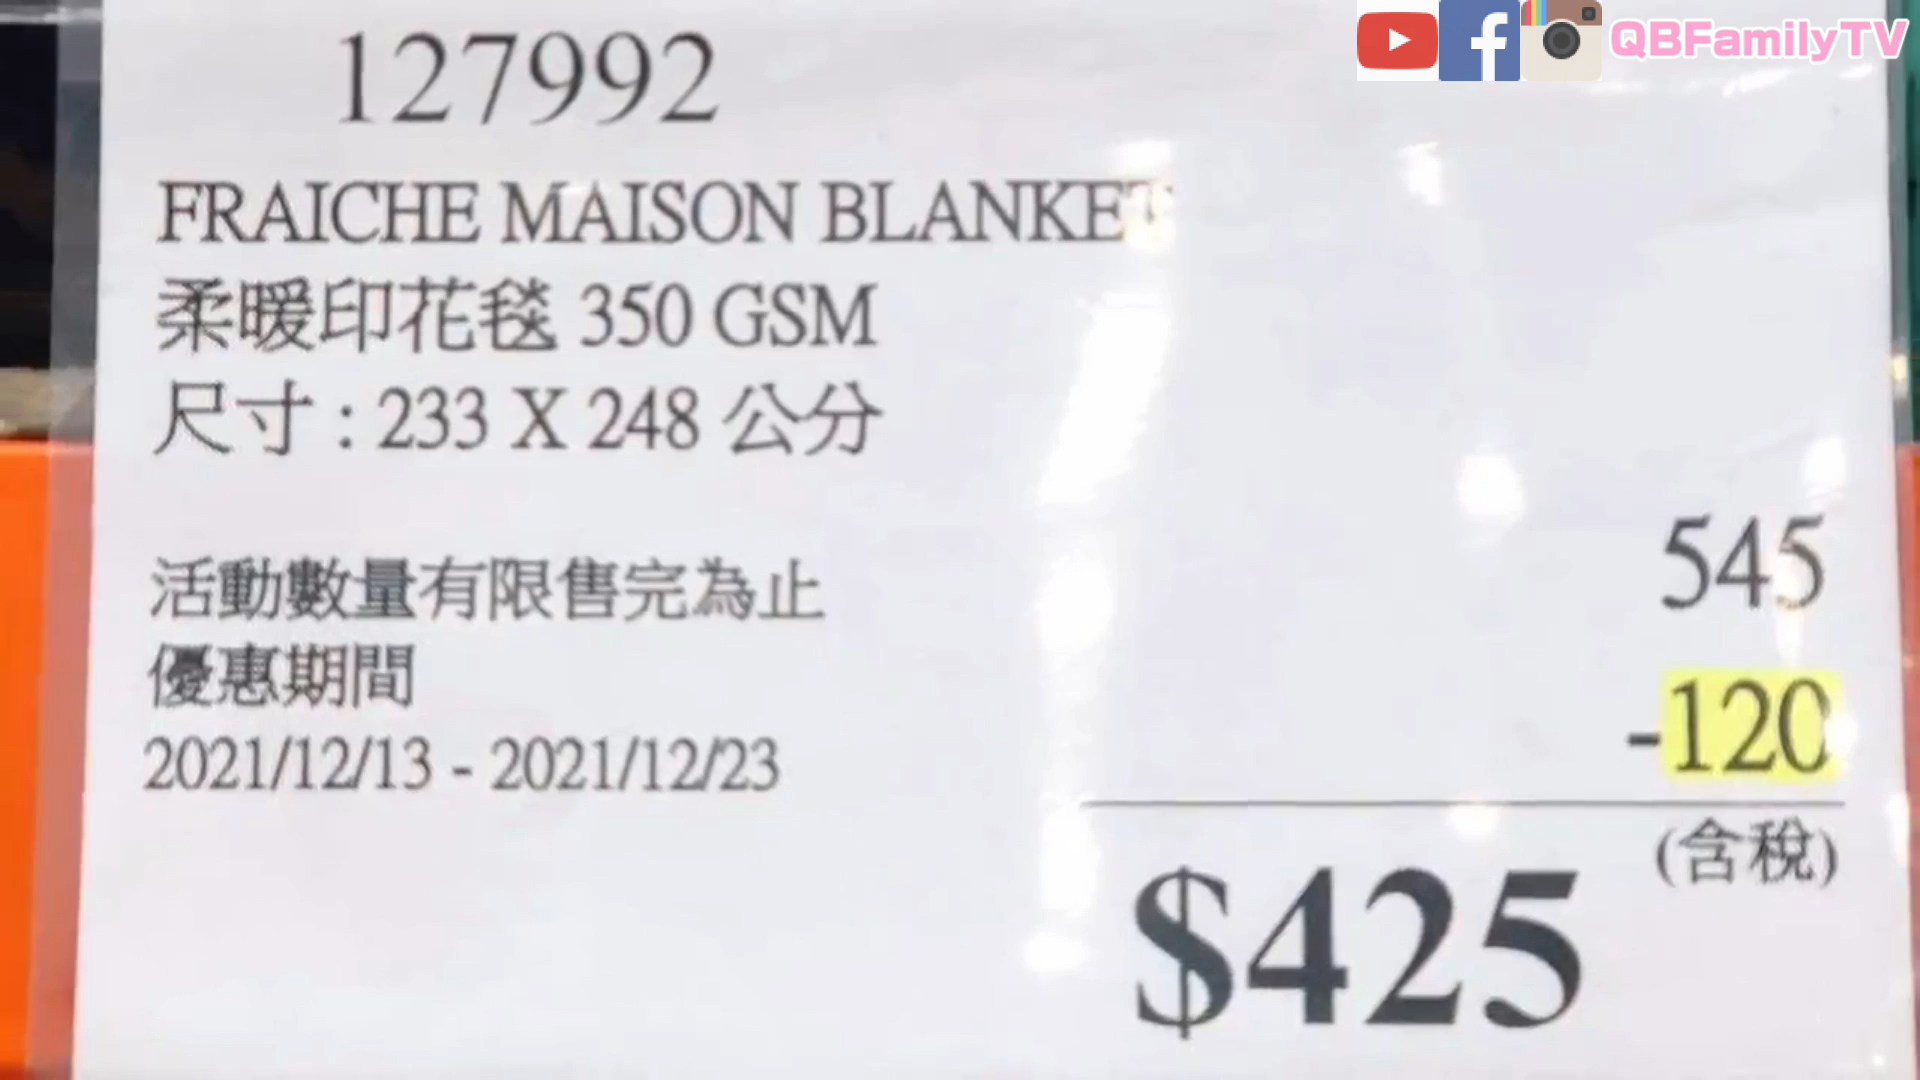 QBFamilyTV
127992
FRAICHE MAISON BLANKET
柔暖印花毯 350 GSM
尺寸 : 233 X 248 公分
545
活動數量有限售完為止
優惠期間
-120
2021/12/13 - 2021/12/23
(含稅)
$425